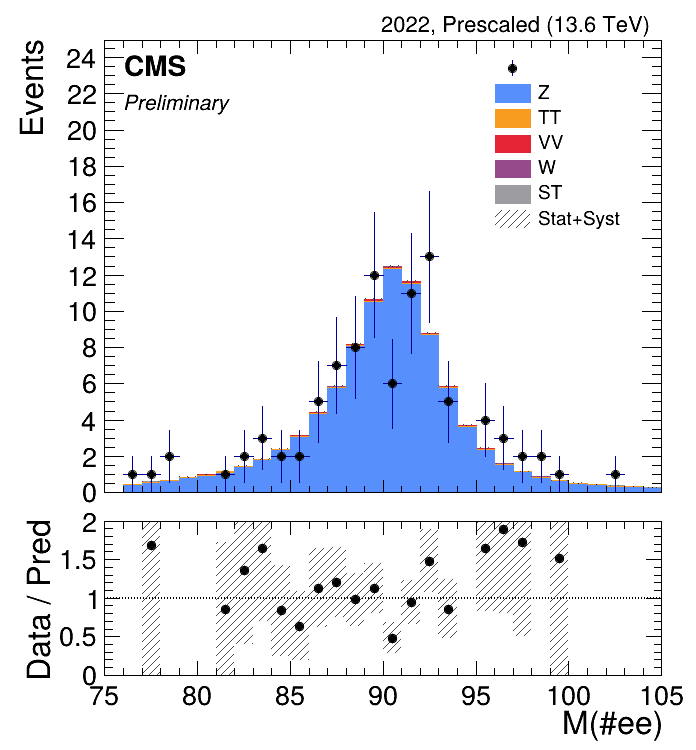 2022, Prescaled (13.6 TeV)
Events
CMS
Preliminary
24
22
20
18
16
14
12
10
8
6
4
2
0
Z
TT
VV
W
ST
Stat+Syst
Data / Pred
2
1.5
1
0.5
0
75 80 85 90 95 100 105
M(#ee)